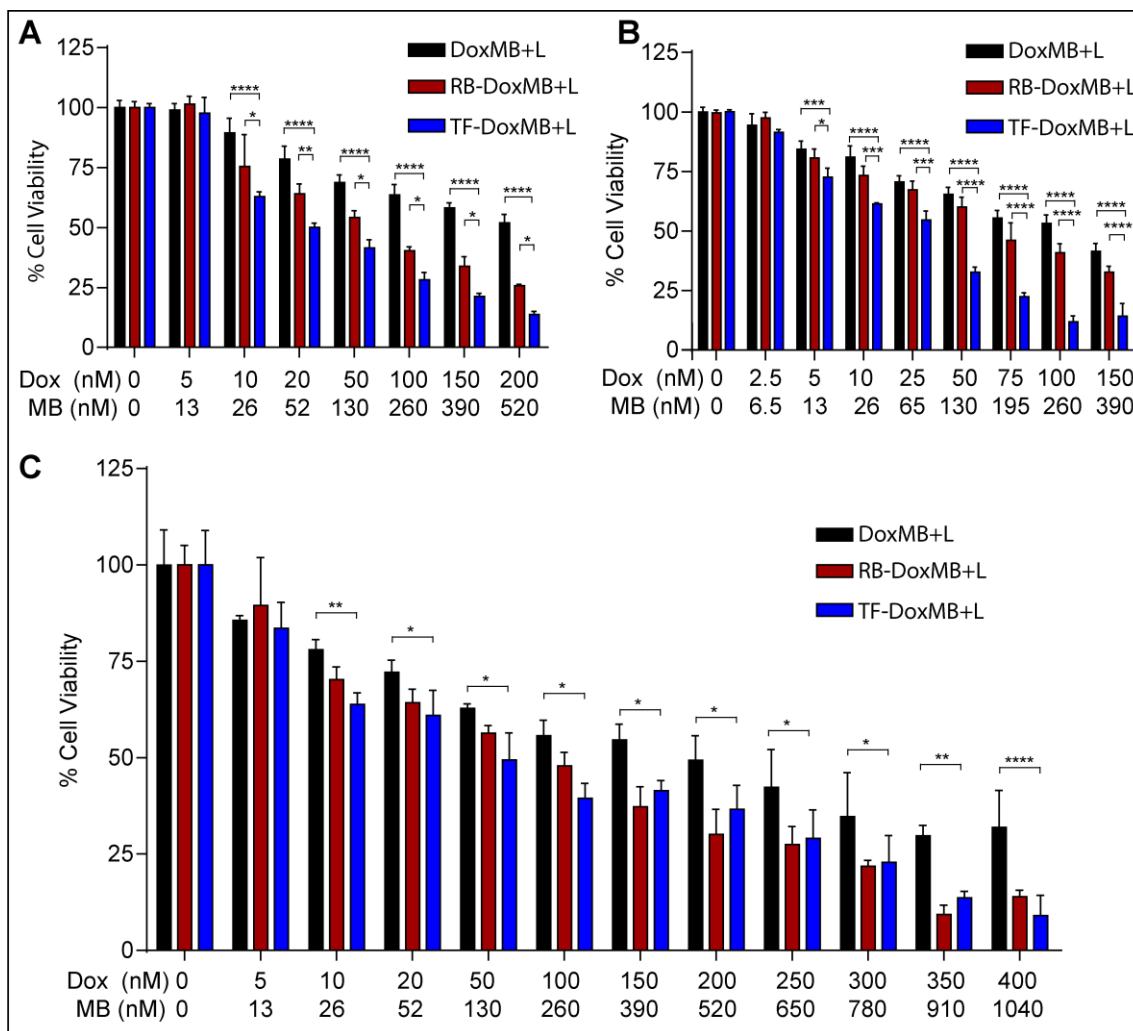 A
125
100
75
50
25
0
% Cell Viability
DoxMB+L
RB-DoxMB+L
TF-DoxMB+L
****
*
****
**
****
*
****
*
****
*
****
*
Dox (nM) 0 5 10 20 50 100 150 200
MB (nM) 0 13 26 52 130 260 390 520
B
125
100
75
50
25
0
% Cell Viability
DoxMB+L
RB-DoxMB+L
TF-DoxMB+L
***
*
****
***
****
***
****
****
****
****
****
****
****
****
Dox (nM) 0 2.5 5 10 25 50 75 100 150
MB (nM) 0 6.5 13 26 65 130 195 260 390
C
125
100
75
50
25
0
% Cell Viability
DoxMB+L
RB-DoxMB+L
TF-DoxMB+L
**
*
*
*
*
*
*
*
**
****
Dox (nM) 0 5 10 20 50 100 150 200 250 300 350 400
MB (nM) 0 13 26 52 130 260 390 520 650 780 910 1040